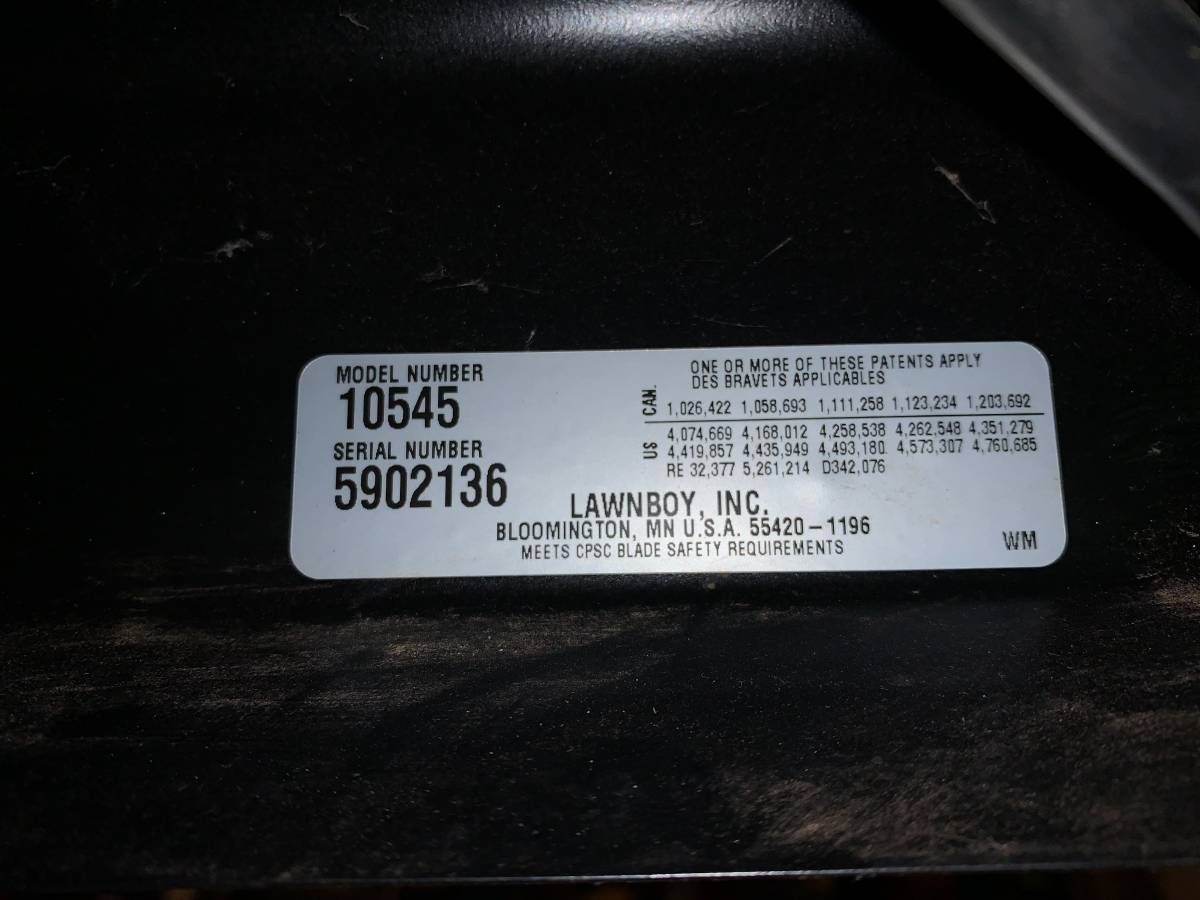 MODEL NUMBER
10545
SERIAL NUMBER
5902136
ONE OR MORE OF THESE PATENTS APPLY
DES BRAVETS APPLICABLES
CAN. 1,026,422 1,058,693 1,111,258 1,123,234 1,203,692
US 4,074,669 4,168,012 4,258,538 4,262,548 4,351,279
4,419,857 4,435,949 4,493,180 4,573,307 4,760,685
RE 32,377 5,261,214 D342,076
LAWNBOY, INC.
BLOOMINGTON, MN U.S.A. 55420-1196
MEETS CPSC BLADE SAFETY REQUIREMENTS
WM